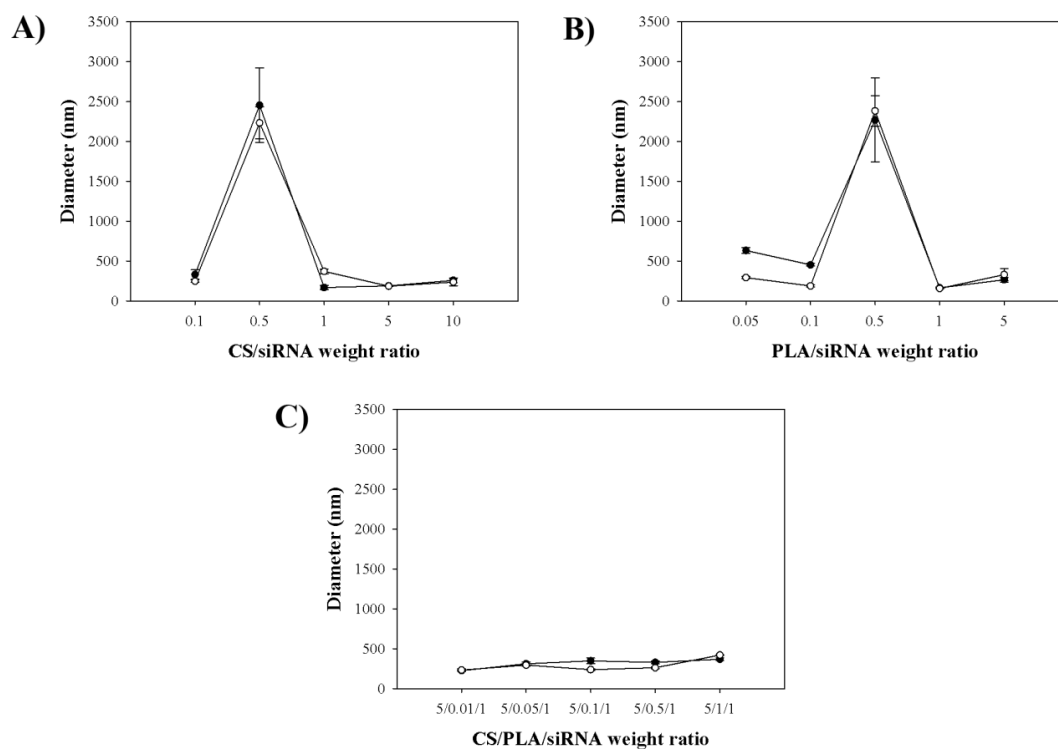 A)
3500
3000
2500
2000
1500
1000
500
0
Diameter (nm)
0.1 0.5 1 5 10
CS/siRNA weight ratio
B)
3500
3000
2500
2000
1500
1000
500
0
Diameter (nm)
0.05 0.1 0.5 1 5
PLA/siRNA weight ratio
C)
3500
3000
2500
2000
1500
1000
500
0
Diameter (nm)
5/0.01/1 5/0.05/1 5/0.1/1 5/0.5/1 5/1/1
CS/PLA/siRNA weight ratio